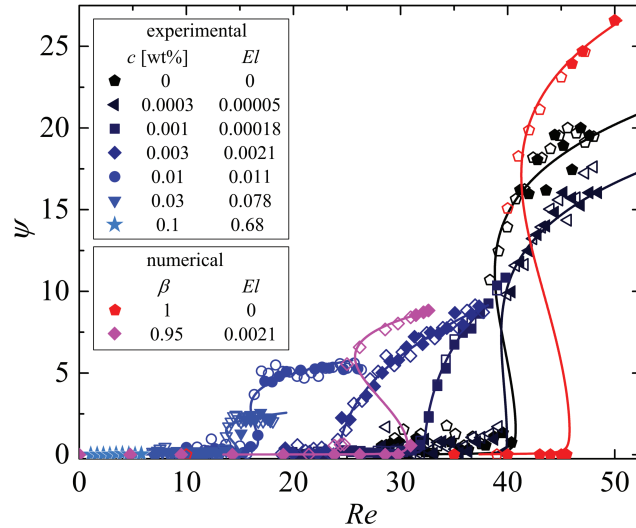 25
20
15
10
5
0
ψ
experimental
c [wt%] El
0 0
0.0003 0.00005
0.001 0.00018
0.003 0.0021
0.01 0.011
0.03 0.078
0.1 0.68
numerical
β El
1 0
0.95 0.0021
0 10 20 30 40 50
Re